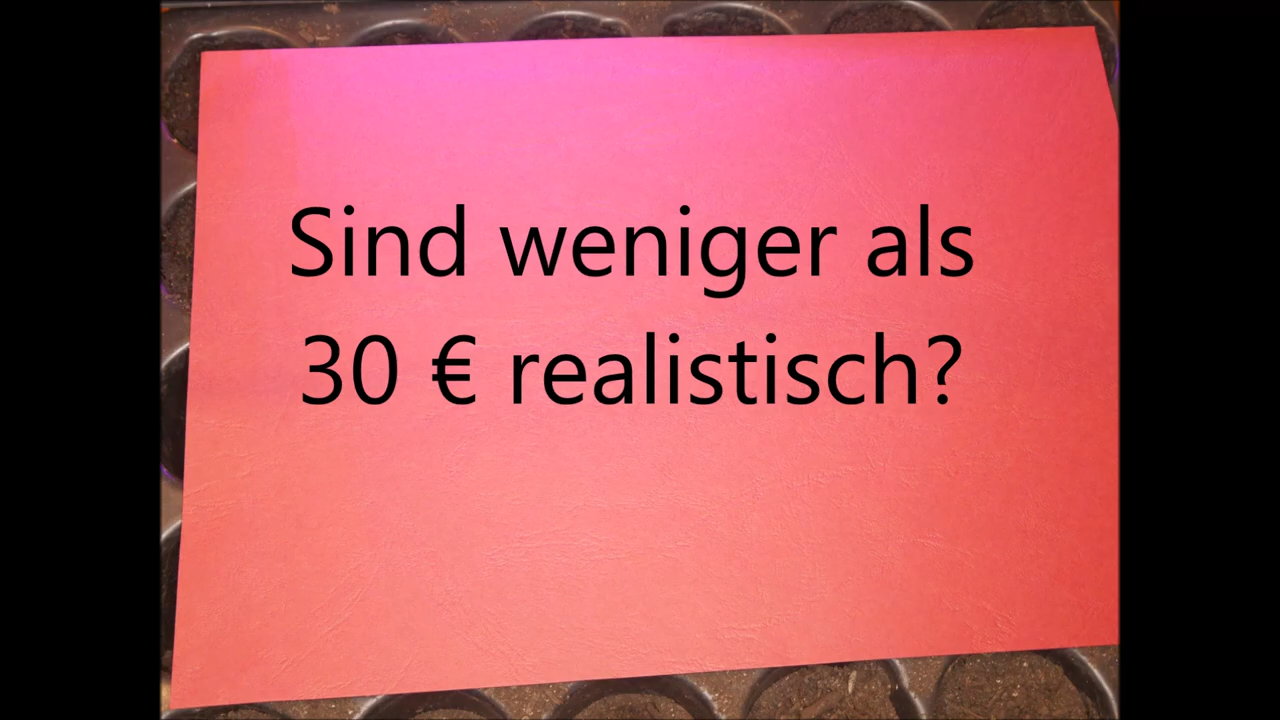 Sind weniger als
30 € realistisch?